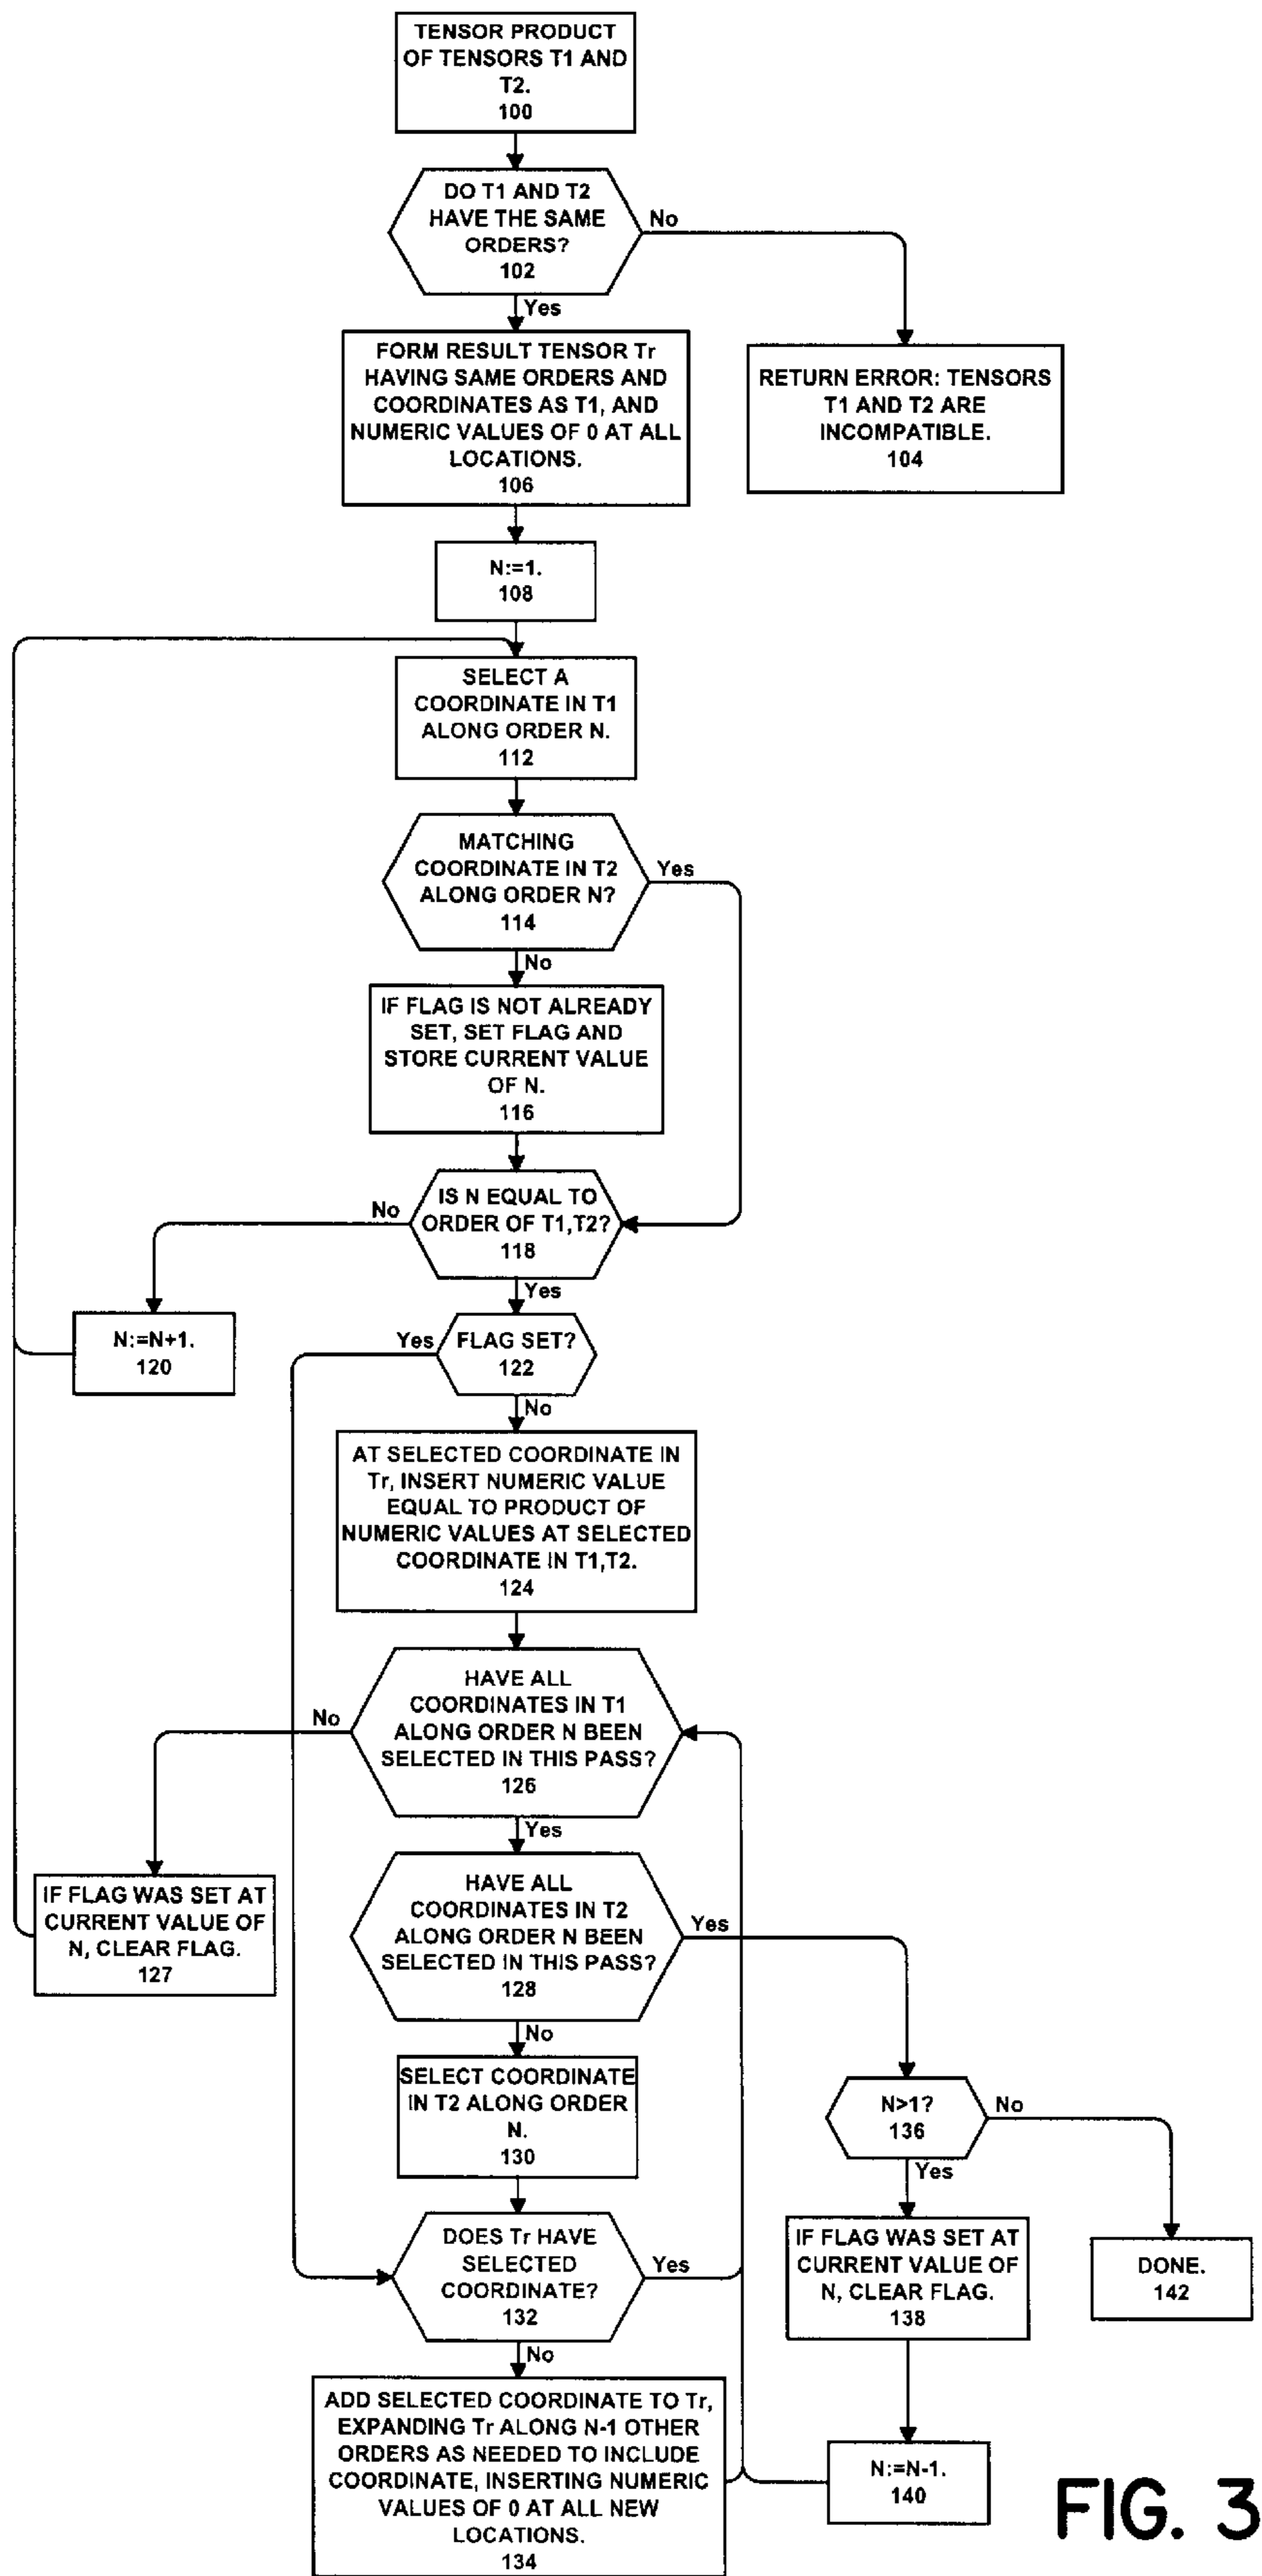 TENSOR PRODUCT
OF TENSORS T1 AND
T2.
100
DO T1 AND T2
HAVE THE SAME
ORDERS?
102
No
Yes
FORM RESULT TENSOR Tr
HAVING SAME ORDERS AND
COORDINATES AS T1, AND
NUMERIC VALUES OF 0 AT ALL
LOCATIONS.
106
RETURN ERROR: TENSORS
T1 AND T2 ARE
INCOMPATIBLE.
104
N:=1.
108
SELECT A
COORDINATE IN T1
ALONG ORDER N.
112
MATCHING
COORDINATE IN T2
ALONG ORDER N?
114
Yes
No
IF FLAG IS NOT ALREADY
SET, SET FLAG AND
STORE CURRENT VALUE
OF N.
116
IS N EQUAL TO
ORDER OF T1,T2?
118
No
Yes
N:=N+1.
120
FLAG SET?
122
Yes
No
AT SELECTED COORDINATE IN
Tr, INSERT NUMERIC VALUE
EQUAL TO PRODUCT OF
NUMERIC VALUES AT SELECTED
COORDINATE IN T1,T2.
124
HAVE ALL
COORDINATES IN T1
ALONG ORDER N BEEN
SELECTED IN THIS PASS?
126
No
Yes
IF FLAG WAS SET AT
CURRENT VALUE OF
N, CLEAR FLAG.
127
HAVE ALL
COORDINATES IN T2
ALONG ORDER N BEEN
SELECTED IN THIS PASS?
128
Yes
No
SELECT COORDINATE
IN T2 ALONG ORDER
N.
130
N>1?
136
No
Yes
DOES Tr HAVE
SELECTED
COORDINATE?
132
Yes
No
IF FLAG WAS SET AT
CURRENT VALUE OF
N, CLEAR FLAG.
138
DONE.
142
ADD SELECTED COORDINATE TO Tr,
EXPANDING Tr ALONG N-1 OTHER
ORDERS AS NEEDED TO INCLUDE
COORDINATE, INSERTING NUMERIC
VALUES OF 0 AT ALL NEW
LOCATIONS.
134
N:=N-1.
140
FIG. 3